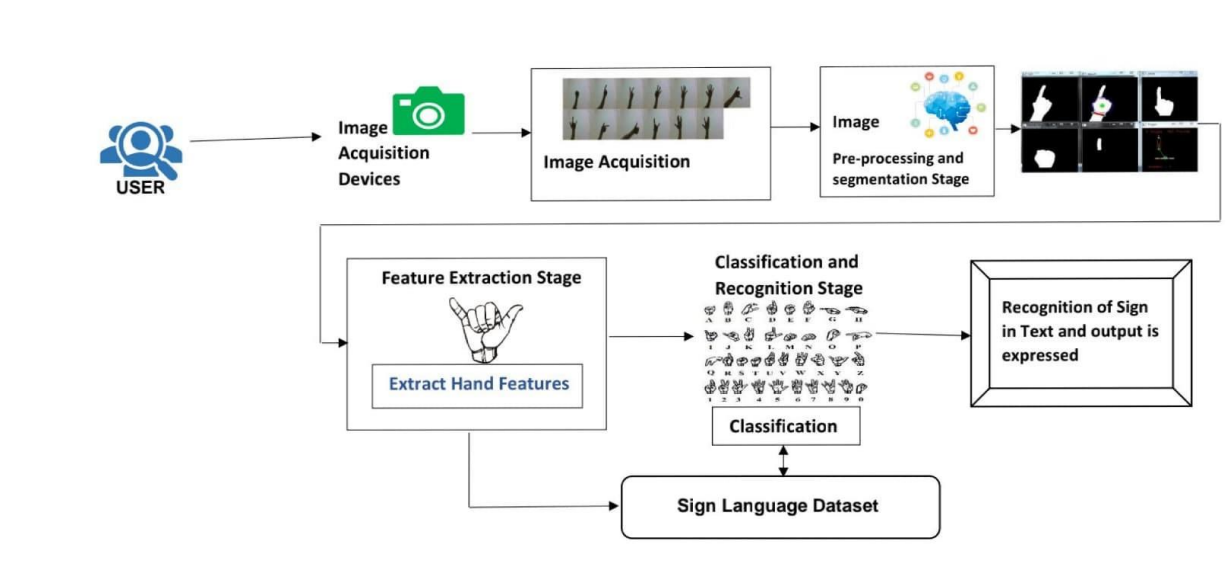 USER
Image
Acquisition
Devices
Image Acquisition
Image
Pre-processing and
segmentation Stage
Feature Extraction Stage
Extract Hand Features
Classification and
Recognition Stage
A B C D E F G H
I J K L M N O P
Q R S T U V W X Y Z
1 2 3 4 5 6 7 8 9 0
Classification
Recognition of Sign
in Text and output is
expressed
Sign Language Dataset